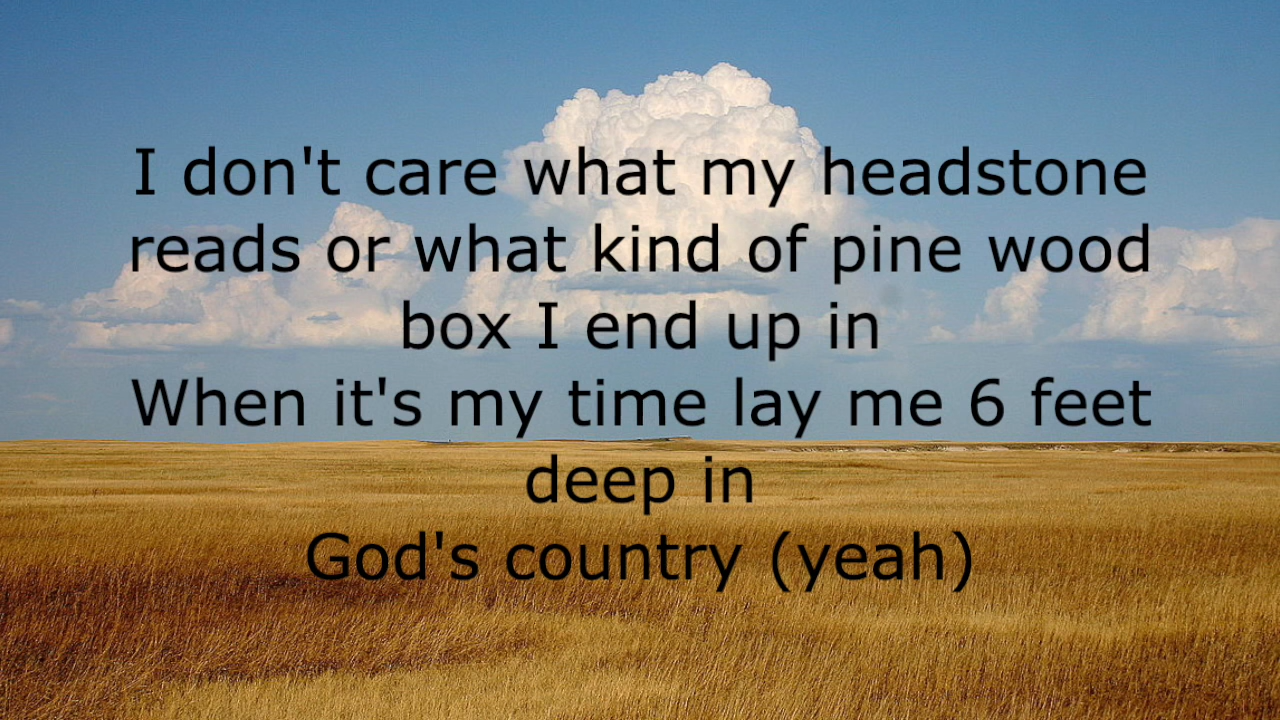 I don't care what my headstone
reads or what kind of pine wood
box I end up in
When it's my time lay me 6 feet
deep in
God's country (yeah)